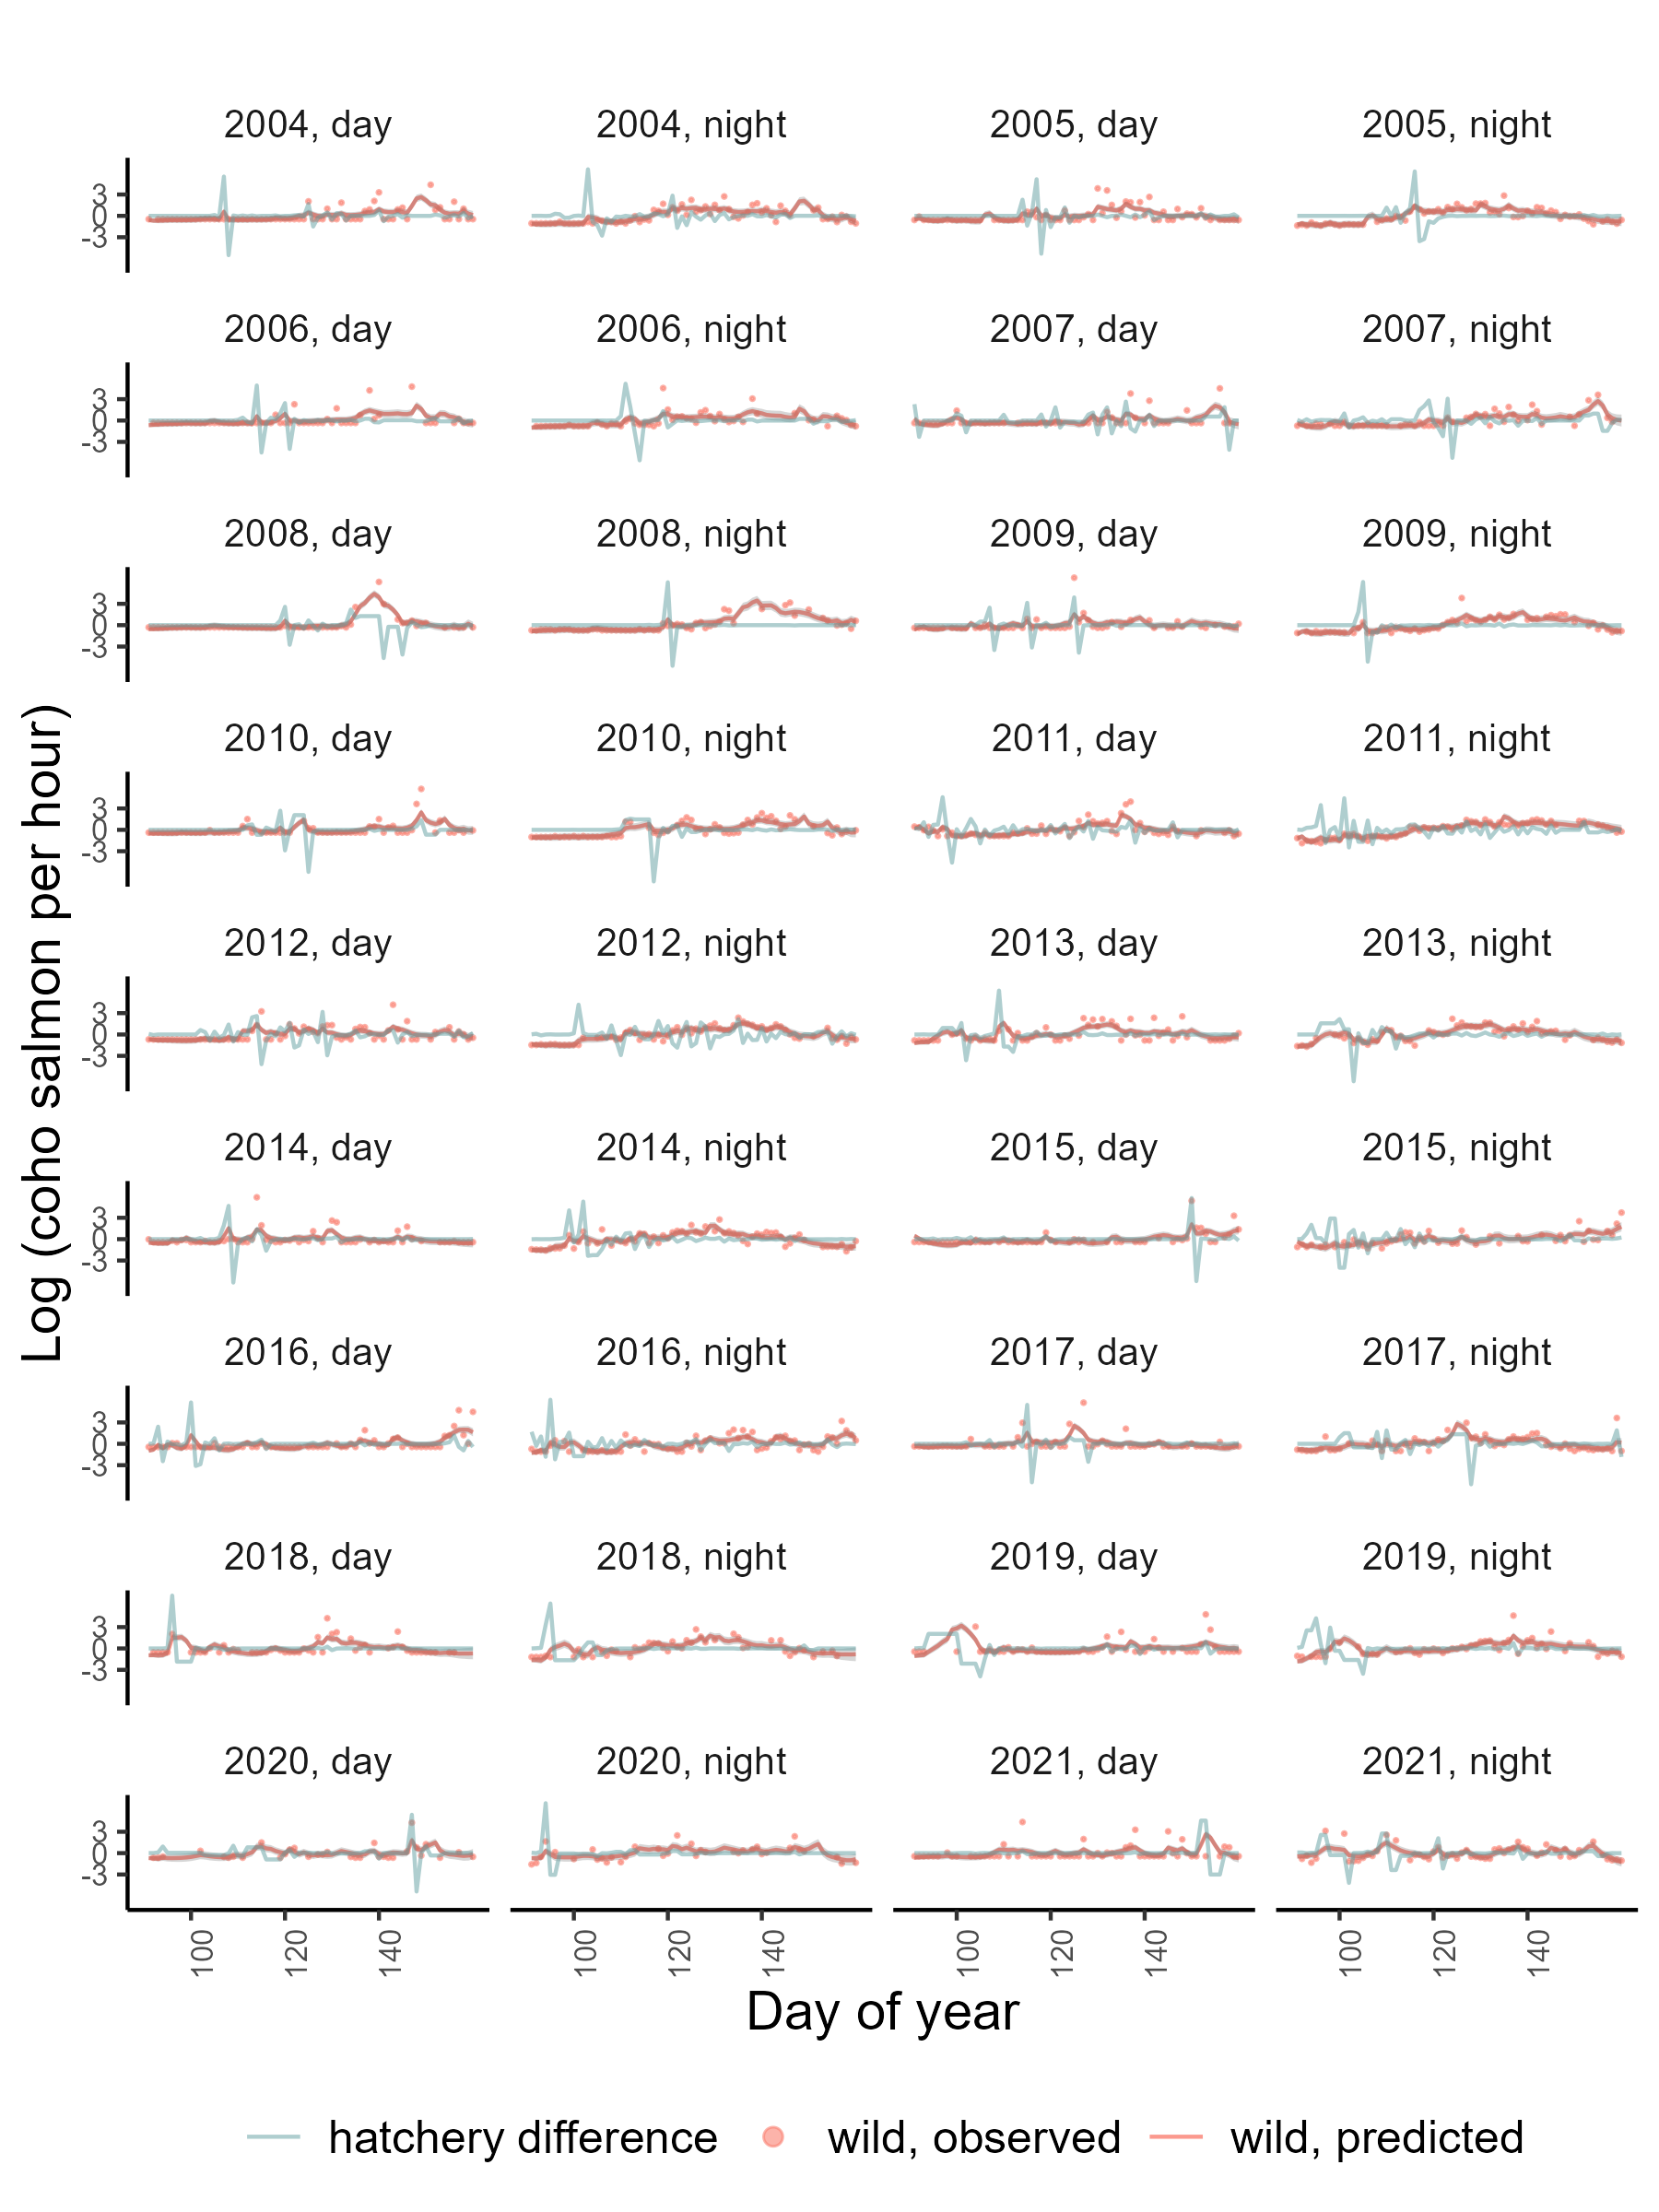 2004, day 2004, night 2005, day 2005, night
3
0
-3
2006, day 2006, night 2007, day 2007, night
3
0
-3
2008, day 2008, night 2009, day 2009, night
3
0
-3
2010, day 2010, night 2011, day 2011, night
3
0
-3
2012, day 2012, night 2013, day 2013, night
3
0
-3
2014, day 2014, night 2015, day 2015, night
3
0
-3
2016, day 2016, night 2017, day 2017, night
3
0
-3
2018, day 2018, night 2019, day 2019, night
3
0
-3
2020, day 2020, night 2021, day 2021, night
3
0
-3
Log (coho salmon per hour)
100 120 140 100 120 140 100 120 140 100 120 140
Day of year
hatchery difference wild, observed wild, predicted